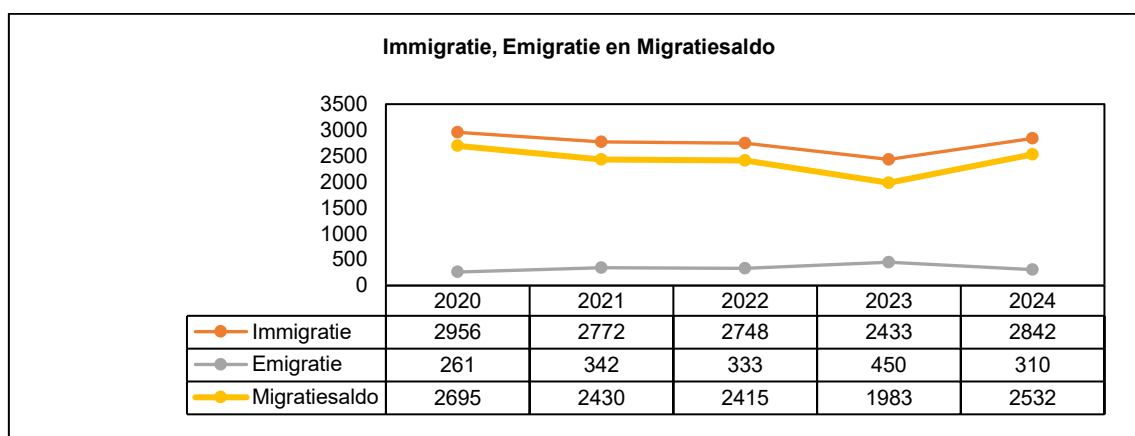 Immigratie, Emigratie en Migratiesaldo
3500
3000
2500
2000
1500
1000
500
0
2020 2021 2022 2023 2024
Immigratie 2956 2772 2748 2433 2842
Emigratie 261 342 333 450 310
Migratiesaldo 2695 2430 2415 1983 2532